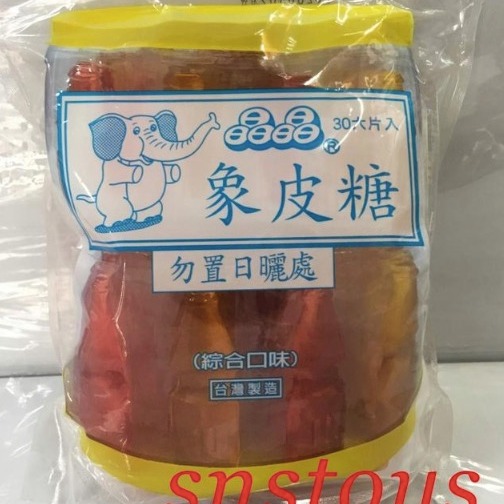 晶晶® 30大片入
象皮糖
勿置日曬處
(綜合口味)
台灣製造
snstous